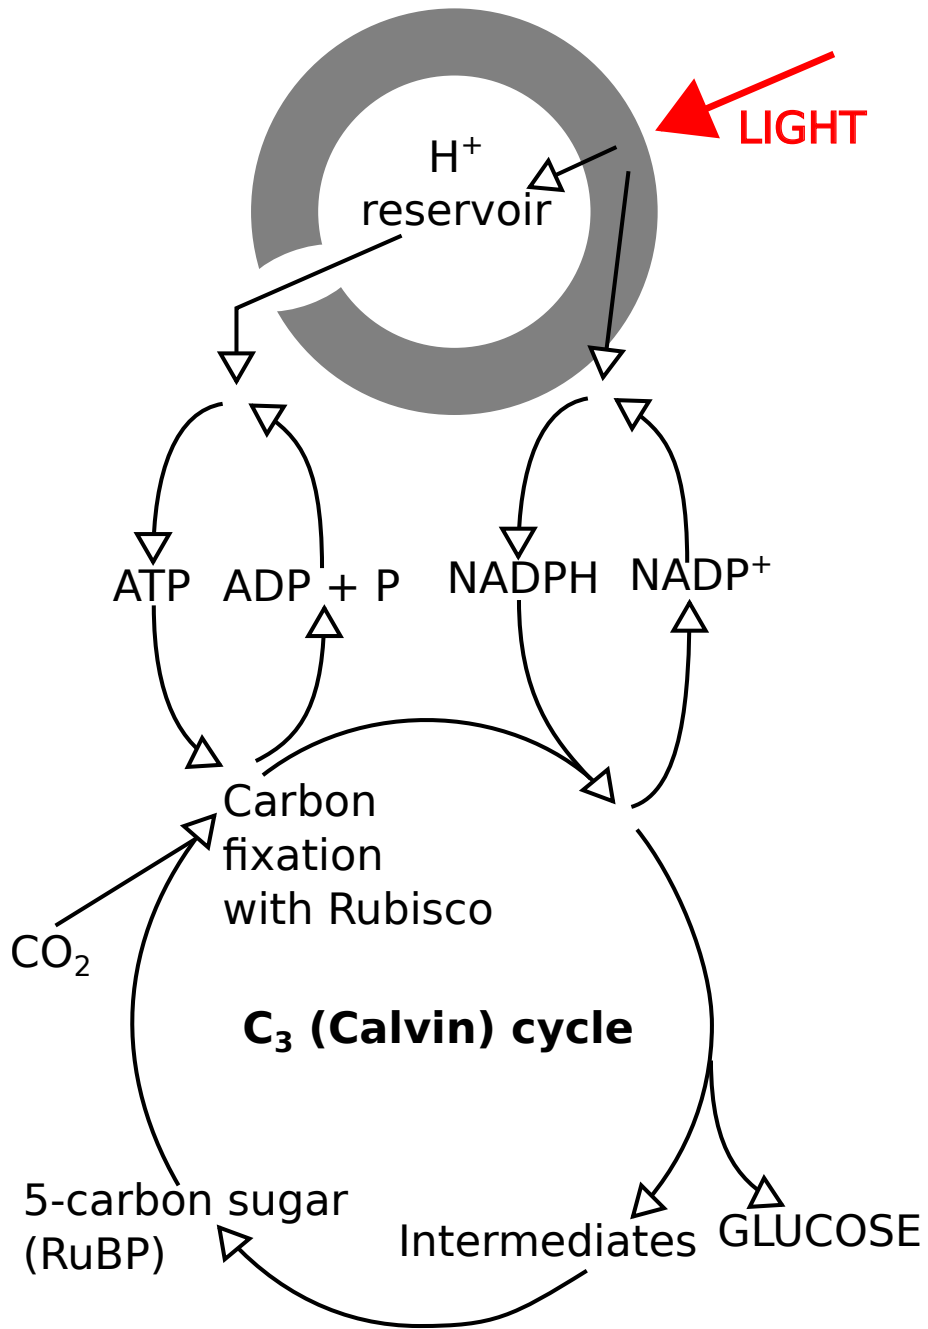 LIGHT
H⁺
reservoir
ATP
ADP + P
NADPH
NADP⁺
Carbon
fixation
with Rubisco
CO₂
C₃ (Calvin) cycle
5-carbon sugar
(RuBP)
Intermediates
GLUCOSE